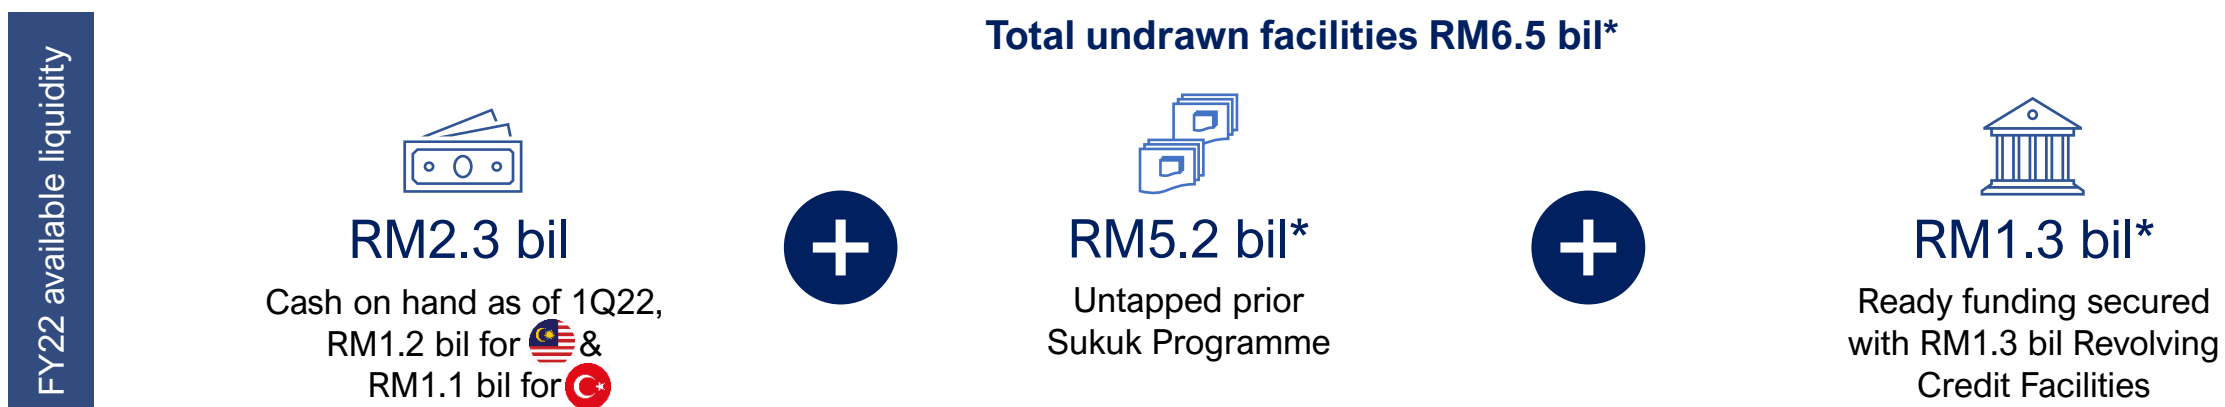 FY22 available liquidity
Total undrawn facilities RM6.5 bil*
RM2.3 bil
Cash on hand as of 1Q22,
RM1.2 bil for &
RM1.1 bil for
+
RM5.2 bil*
Untapped prior
Sukuk Programme
+
RM1.3 bil*
Ready funding secured
with RM1.3 bil Revolving
Credit Facilities